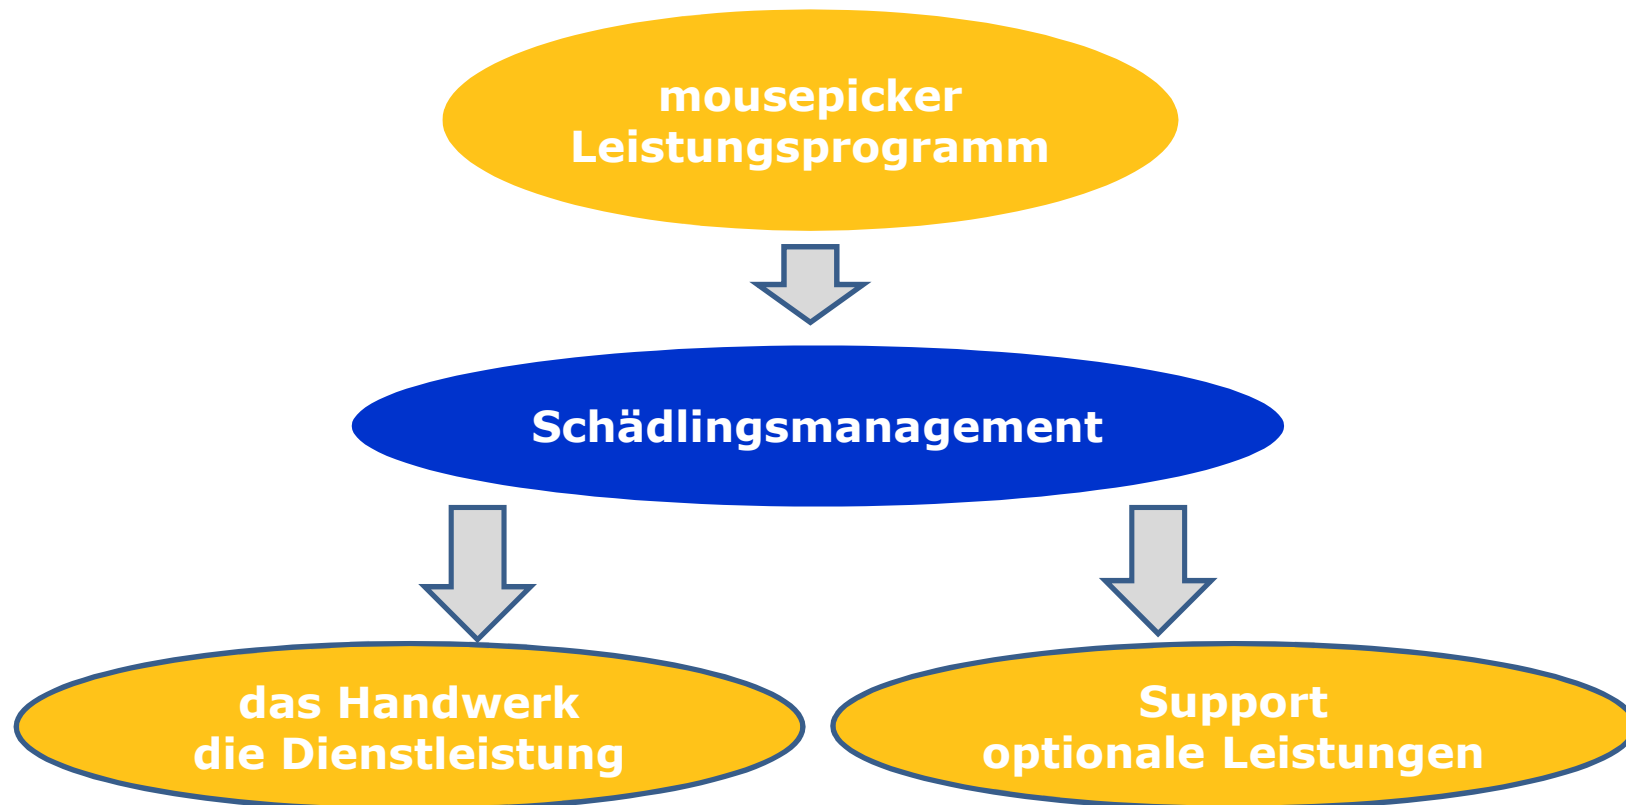 mousepicker
Leistungsprogramm
Schädlingsmanagement
das Handwerk
die Dienstleistung
Support
optionale Leistungen